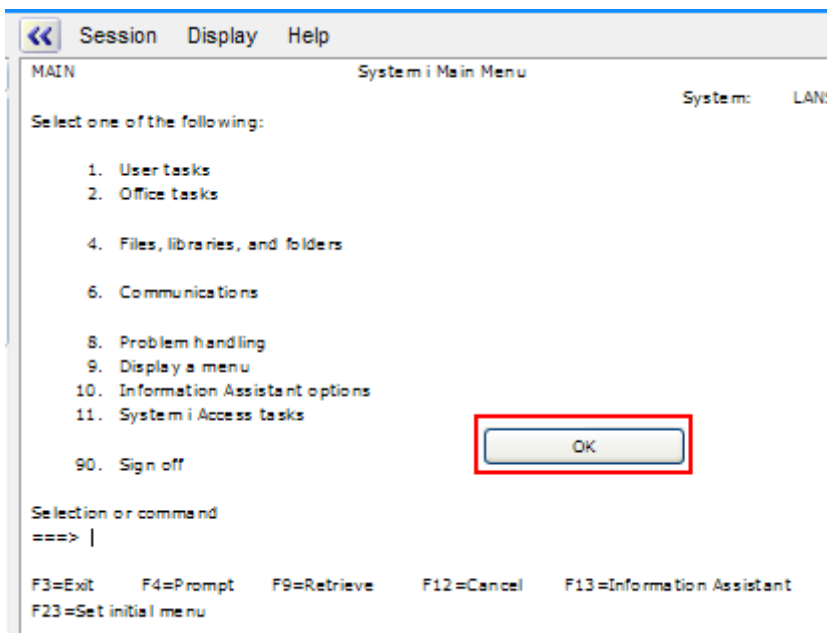 Session Display Help
MAIN System i Main Menu
System: LANS
Select one of the following:
1. User tasks
2. Office tasks
4. Files, libraries, and folders
6. Communications
8. Problem handling
9. Display a menu
10. Information Assistant options
11. System i Access tasks
OK
90. Sign off
Selection or command
===>
F3=Exit F4=Prompt F9=Retrieve F12=Cancel F13=Information Assistant
F23=Set initial menu